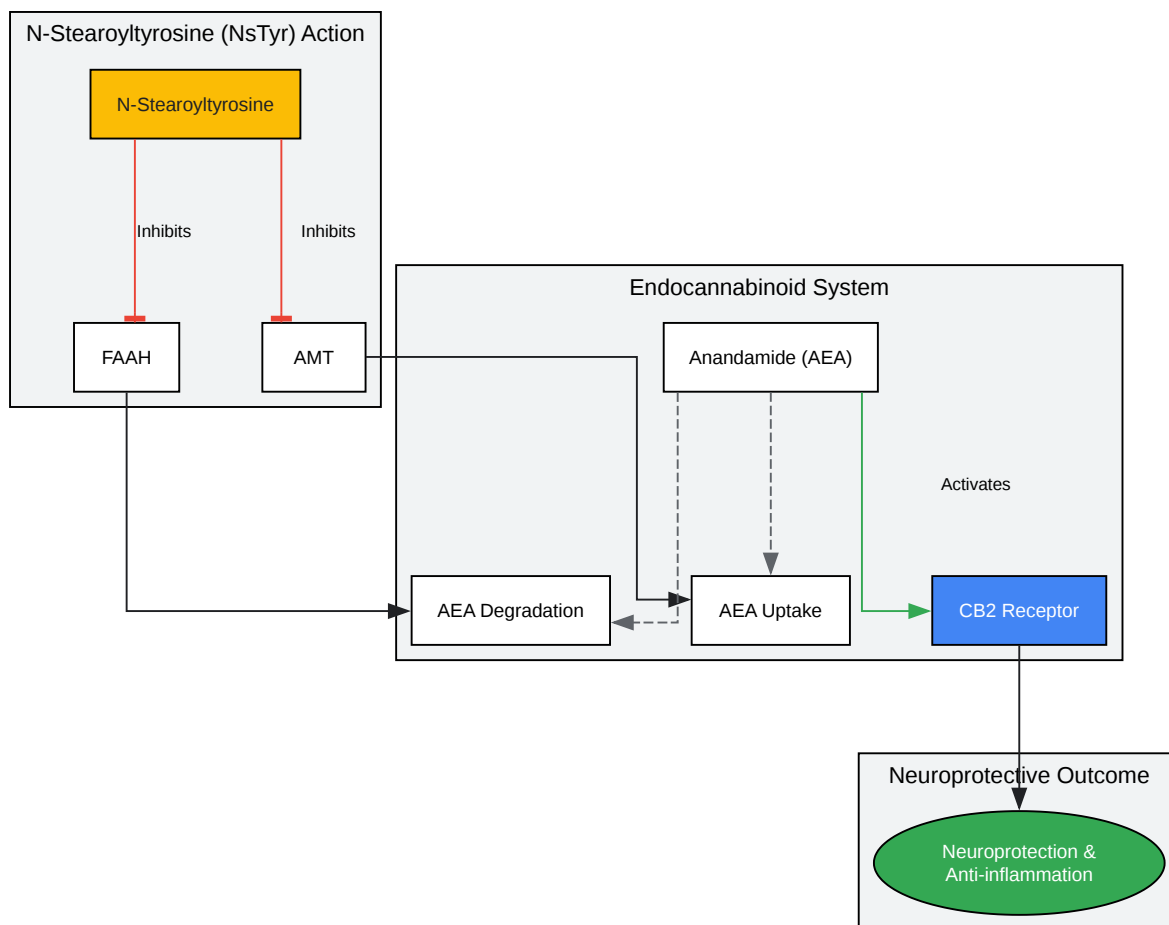 N-Stearoyltyrosine (NsTyr) Action
N-Stearoyltyrosine
Inhibits
Inhibits
FAAH
AMT
Endocannabinoid System
Anandamide (AEA)
Activates
AEA Degradation
AEA Uptake
CB2 Receptor
Neuroprotective Outcome
Neuroprotection &
Anti-inflammation